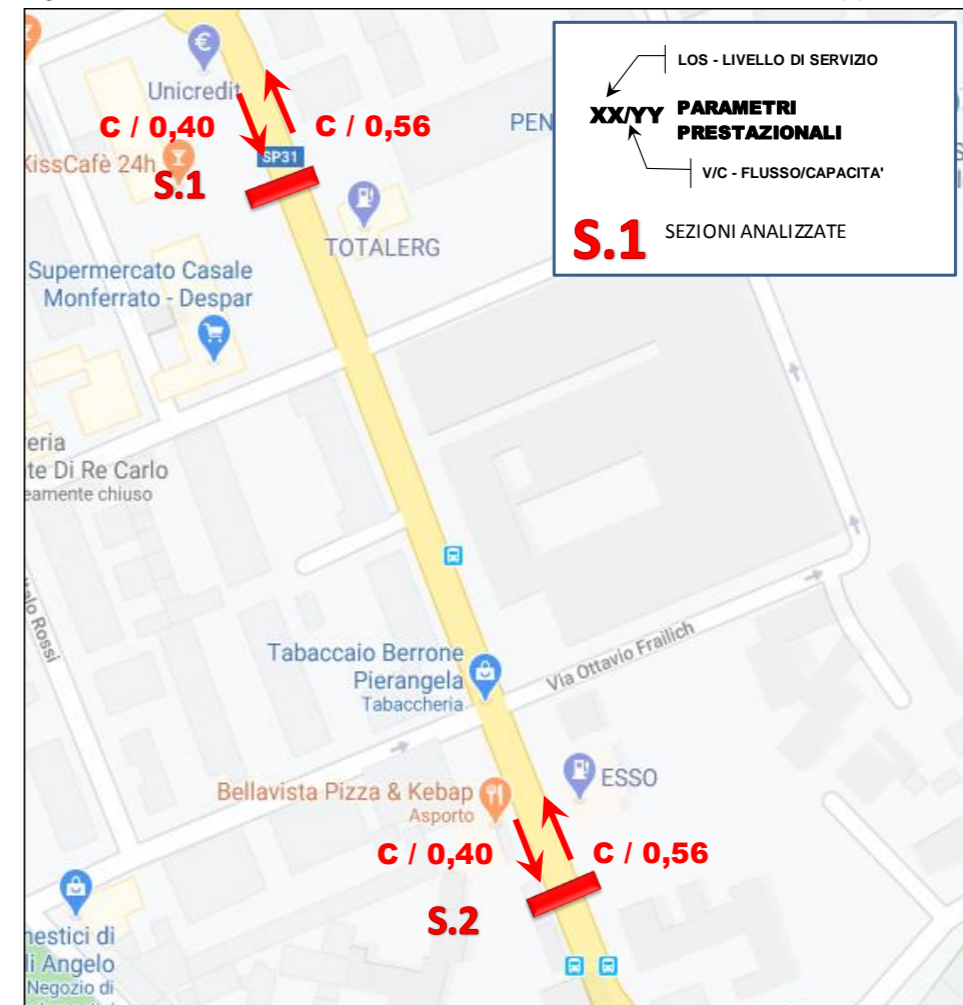 LOS - LIVELLO DI SERVIZIO
XX/YY PARAMETRI
PRESTAZIONALI
V/C - FLUSSO/CAPACITA'
S.1 SEZIONI ANALIZZATE
Unicredit
C / 0,40
C / 0,56
PEN
KissCafè 24h
SP31
S.1
TOTALERG
Supermercato Casale
Monferrato - Despar
eria
te Di Re Carlo
eamente chiuso
talo Rossi
Tabaccaio Berrone
Pierangela
Tabaccheria
Via Ottavio Frailich
ESSO
Bellavista Pizza & Kebap
Asporto
C / 0,40
C / 0,56
S.2
nestici di
li Angelo
Negozio di